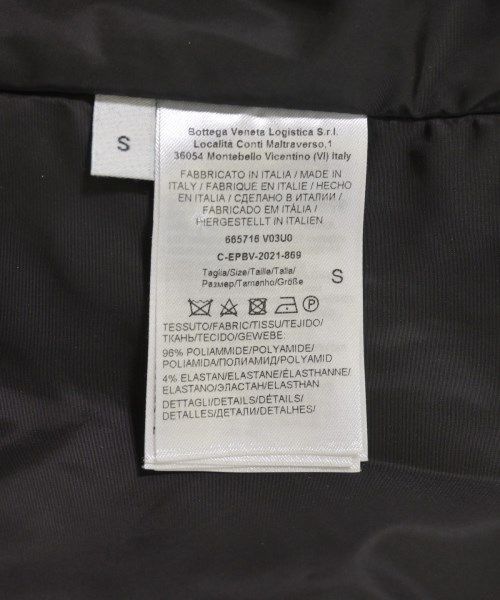 S
Bottega Veneta Logistica S.r.l.
Località Conti Maltraverso,1
36054 Montebello Vicentino (VI) Italy
FABBRICATO IN ITALIA / MADE IN
ITALY / FABRIQUE EN ITALIE / HECHO
EN ITALIA / СДЕЛАНО В ИТАЛИИ /
FABRICADO EM ITÁLIA /
HIERGESTELLT IN ITALIEN
665716 V03U0
C-EPBV-2021-869
Taglia/Size/Taille/Talla/
Размер/Tamanho/Größe
S
P
TESSUTO/FABRIC/TISSU/TEJIDO/
ТКАНЬ/TECIDO/GEWEBE:
96% POLIAMMIDE/POLYAMIDE/
POLIAMIDA/ПОЛИАМИД/POLYAMID
4% ELASTAN/ELASTANE/ÉLASTHANNE/
ELASTANO/ЭЛАСТАН/ELASTHAN
DETTAGLI/DETAILS/DÉTAILS/
DETALLES/ДЕТАЛИ/DETALHES/